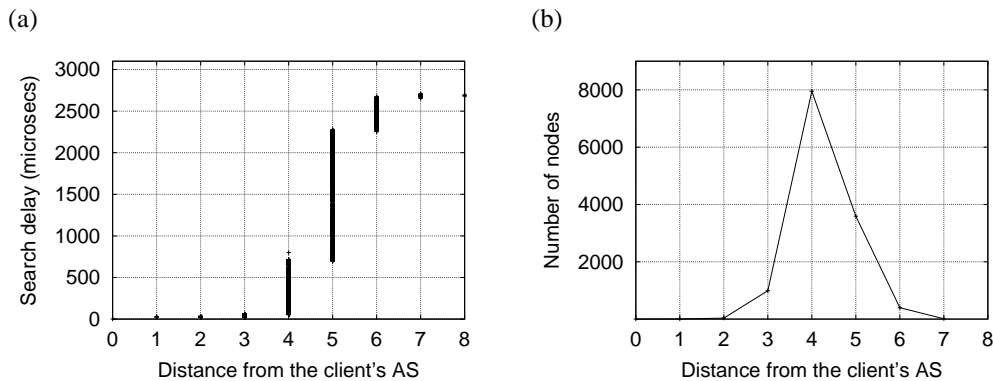 (a)
Search delay (microsecs)
3000
2500
2000
1500
1000
500
0
0 1 2 3 4 5 6 7 8
Distance from the client's AS
(b)
Number of nodes
8000
6000
4000
2000
0 1 2 3 4 5 6 7 8
Distance from the client's AS